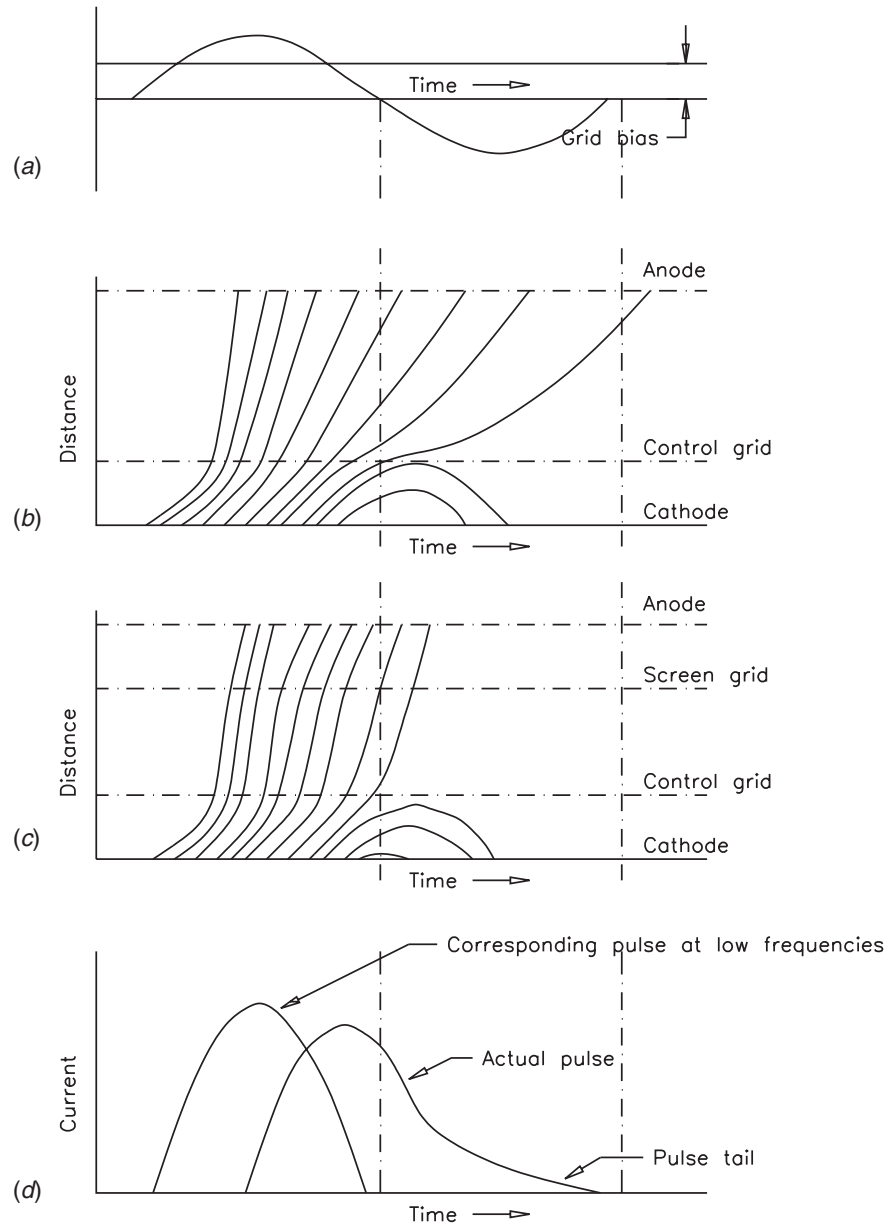 Time
Grid bias
(a)
Anode
Distance
Control grid
(b)
Cathode
Time
Anode
Screen grid
Distance
Control grid
(c)
Cathode
Time
Corresponding pulse at low frequencies
Actual pulse
Current
Pulse tail
(d)
Time